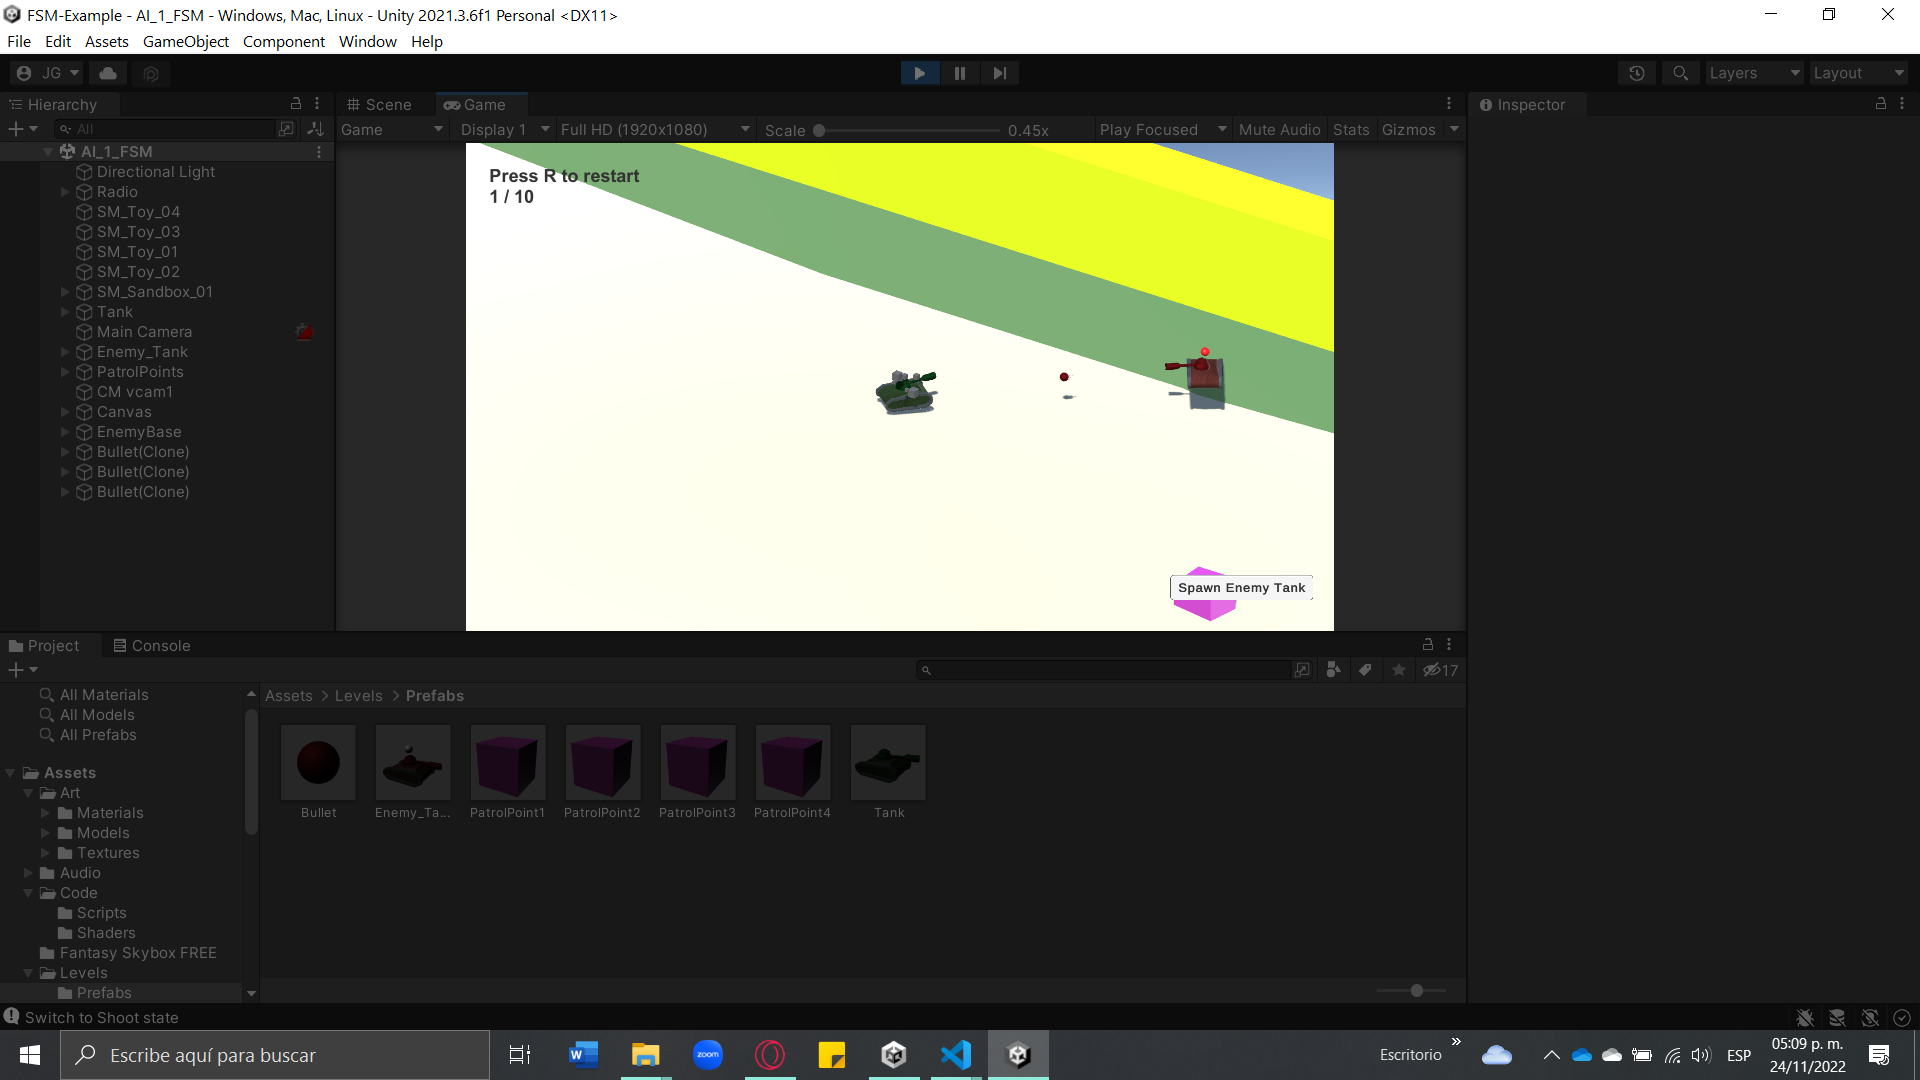 FSM-Example - AI_1_FSM - Windows, Mac, Linux - Unity 2021.3.6f1 Personal <DX11>
File Edit Assets GameObject Component Window Help
JG Layers Layout
Hierarchy Scene Game Inspector
All Game Display 1 Full HD (1920x1080) Scale 0.45x Play Focused Mute Audio Stats Gizmos
AI_1_FSM
Directional Light
Radio
SM_Toy_04
SM_Toy_03
SM_Toy_01
SM_Toy_02
SM_Sandbox_01
Tank
Main Camera
Enemy_Tank
PatrolPoints
CM vcam1
Canvas
EnemyBase
Bullet(Clone)
Bullet(Clone)
Bullet(Clone)
Press R to restart
1 / 10
Spawn Enemy Tank
Project Console
17
All Materials
All Models
All Prefabs
Assets
Art
Materials
Models
Textures
Audio
Code
Scripts
Shaders
Fantasy Skybox FREE
Levels
Prefabs
Assets > Levels > Prefabs
Bullet Enemy_Ta... PatrolPoint1 PatrolPoint2 PatrolPoint3 PatrolPoint4 Tank
Switch to Shoot state
Escribe aquí para buscar
W
zoom
Escritorio
ESP
05:09 p. m.
24/11/2022